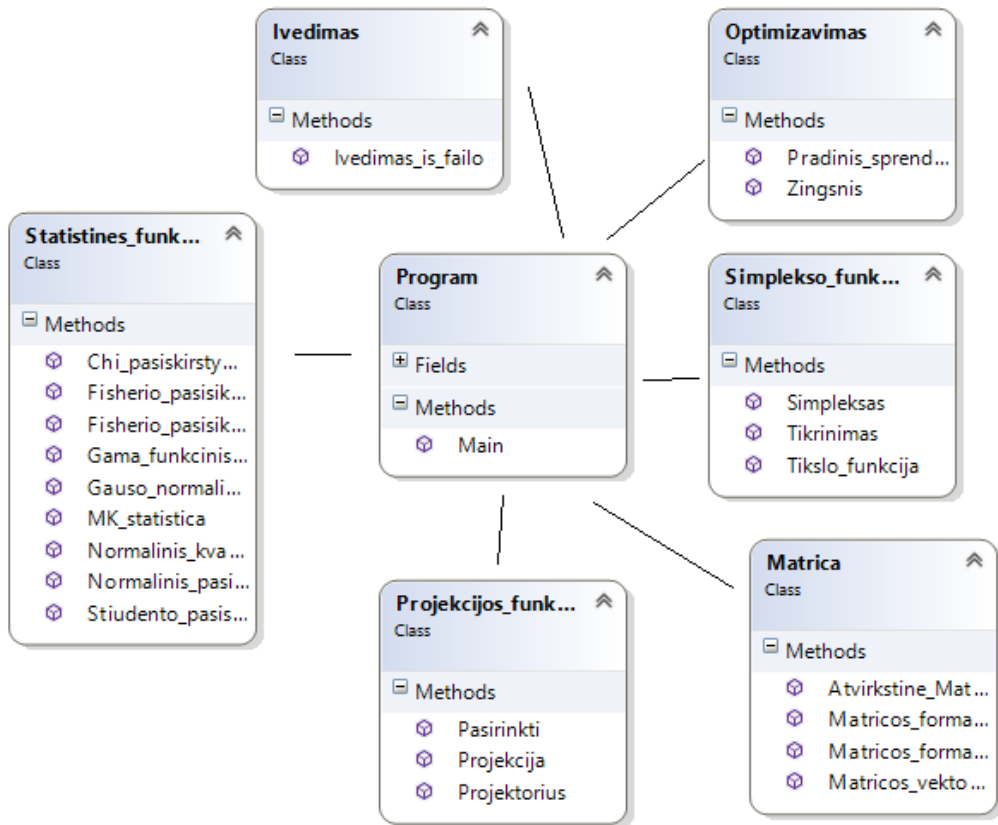 Ivedimas
Class
Methods
Ivedimas_is_failo
Optimizavimas
Class
Methods
Pradinis_sprend...
Zingsnis
Statistines_funk...
Class
Methods
Chi_pasiskirsty...
Fisherio_pasisik...
Fisherio_pasisik...
Gama_funkcinis...
Gauso_normali...
MK_statistica
Normalinis_kva...
Normalinis_pasi...
Stiudento_pasis...
Program
Class
Fields
Methods
Main
Simplekso_funk...
Class
Methods
Simpleksas
Tikrinimas
Tikslo_funkcija
Projekcijos_funk...
Class
Methods
Pasirinkti
Projekcija
Projektorius
Matrica
Class
Methods
Atvirkstine_Mat...
Matricos_forma...
Matricos_forma...
Matricos_vekto...